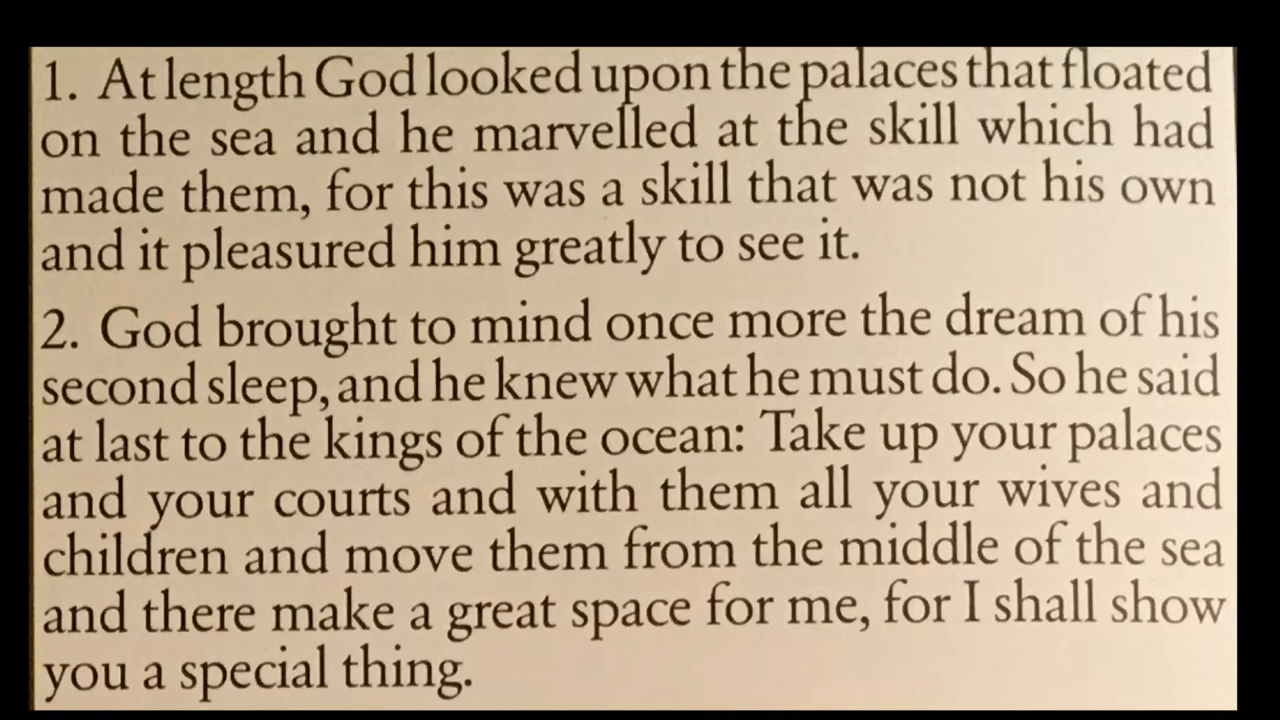 1. At length God looked upon the palaces that floated
on the sea and he marvelled at the skill which had
made them, for this was a skill that was not his own
and it pleasured him greatly to see it.
2. God brought to mind once more the dream of his
second sleep, and he knew what he must do. So he said
at last to the kings of the ocean: Take up your palaces
and your courts and with them all your wives and
children and move them from the middle of the sea
and there make a great space for me, for I shall show
you a special thing.